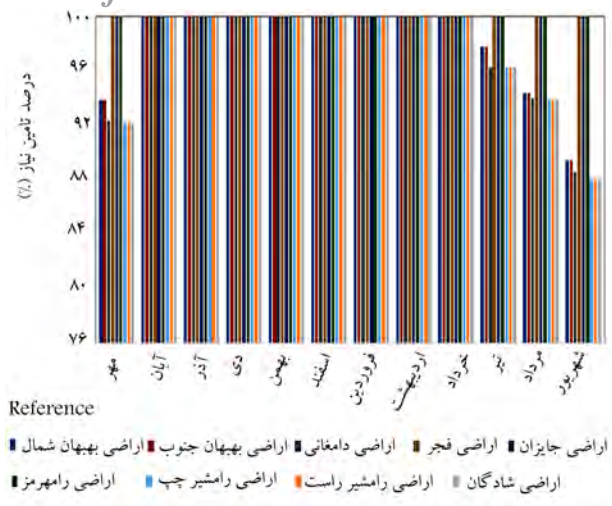 درصد تامین نیاز (%)
۱۰۰
۹۶
۹۲
۸۸
۸۴
۸۰
۷۶
مهر آبان آذر دی بهمن اسفند فروردین اردیبهشت خرداد تیر مرداد شهریور
Reference
اراضی بهبهان شمال اراضی بهبهان جنوب اراضی دامغانی اراضی فجر اراضی جایزان
اراضی رامهرمز اراضی رامشیر چپ اراضی رامشیر راست اراضی شادگان